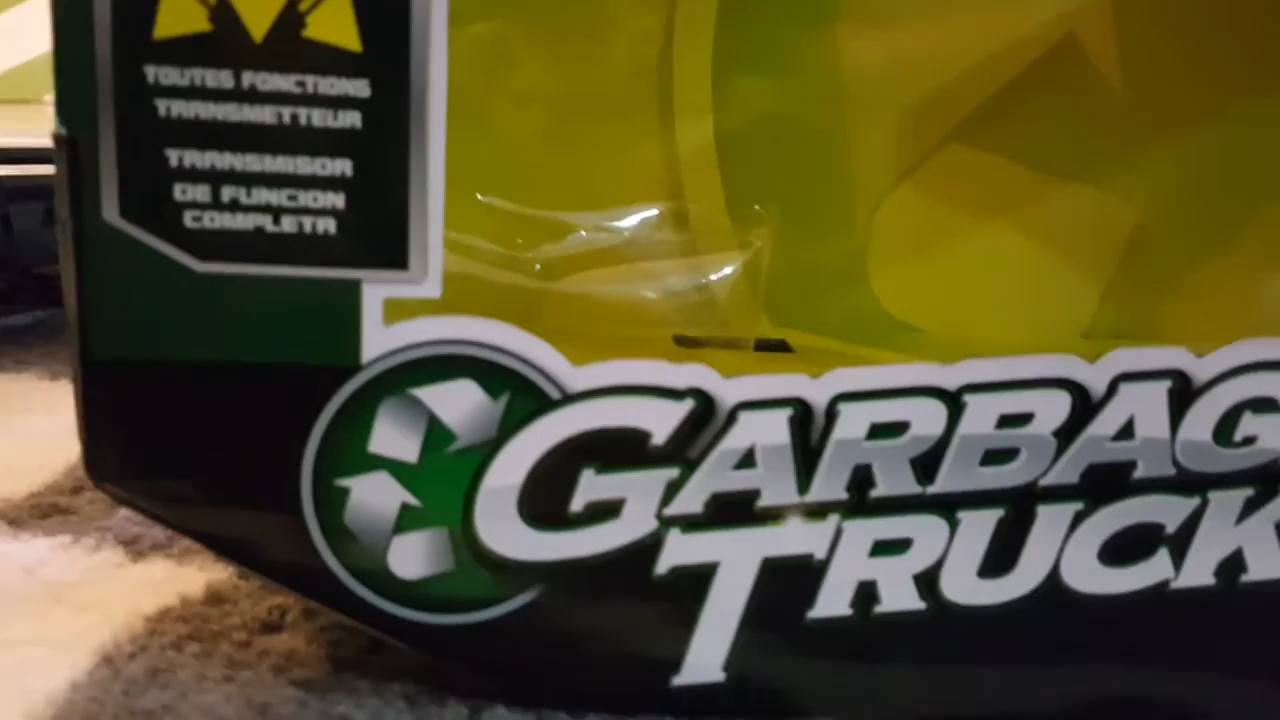 TOUTES FONCTIONS
TRANSMETTEUR
TRANSMISOR
DE FUNCION
COMPLETA
GARBAG
TRUCK